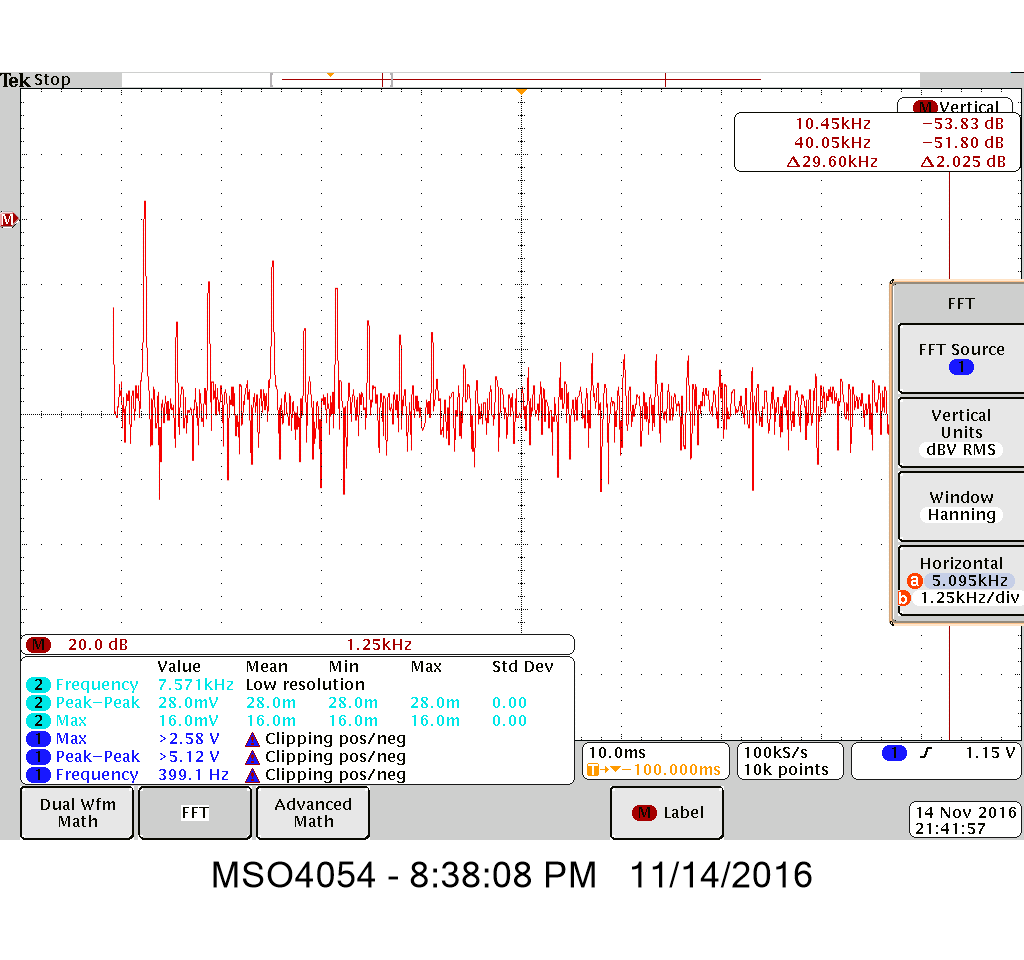 Tek Stop
M Vertical
10.45kHz −53.83 dB
40.05kHz −51.80 dB
Δ29.60kHz Δ2.025 dB
M
FFT
FFT Source
1
Vertical
Units
dBV RMS
Window
Hanning
Horizontal
a 5.095kHz
b 1.25kHz/div
M 20.0 dB 1.25kHz
Value Mean Min Max Std Dev
2 Frequency 7.571kHz Low resolution
2 Peak−Peak 28.0mV 28.0m 28.0m 28.0m 0.00
2 Max 16.0mV 16.0m 16.0m 16.0m 0.00
1 Max >2.58 V Clipping pos/neg
1 Peak−Peak >5.12 V Clipping pos/neg
1 Frequency 399.1 Hz Clipping pos/neg
10.0ms
T→▼−100.000ms
100kS/s
10k points
1 1.15 V
Dual Wfm
Math
FFT
Advanced
Math
M Label
14 Nov 2016
21:41:57
MSO4054 - 8:38:08 PM 11/14/2016